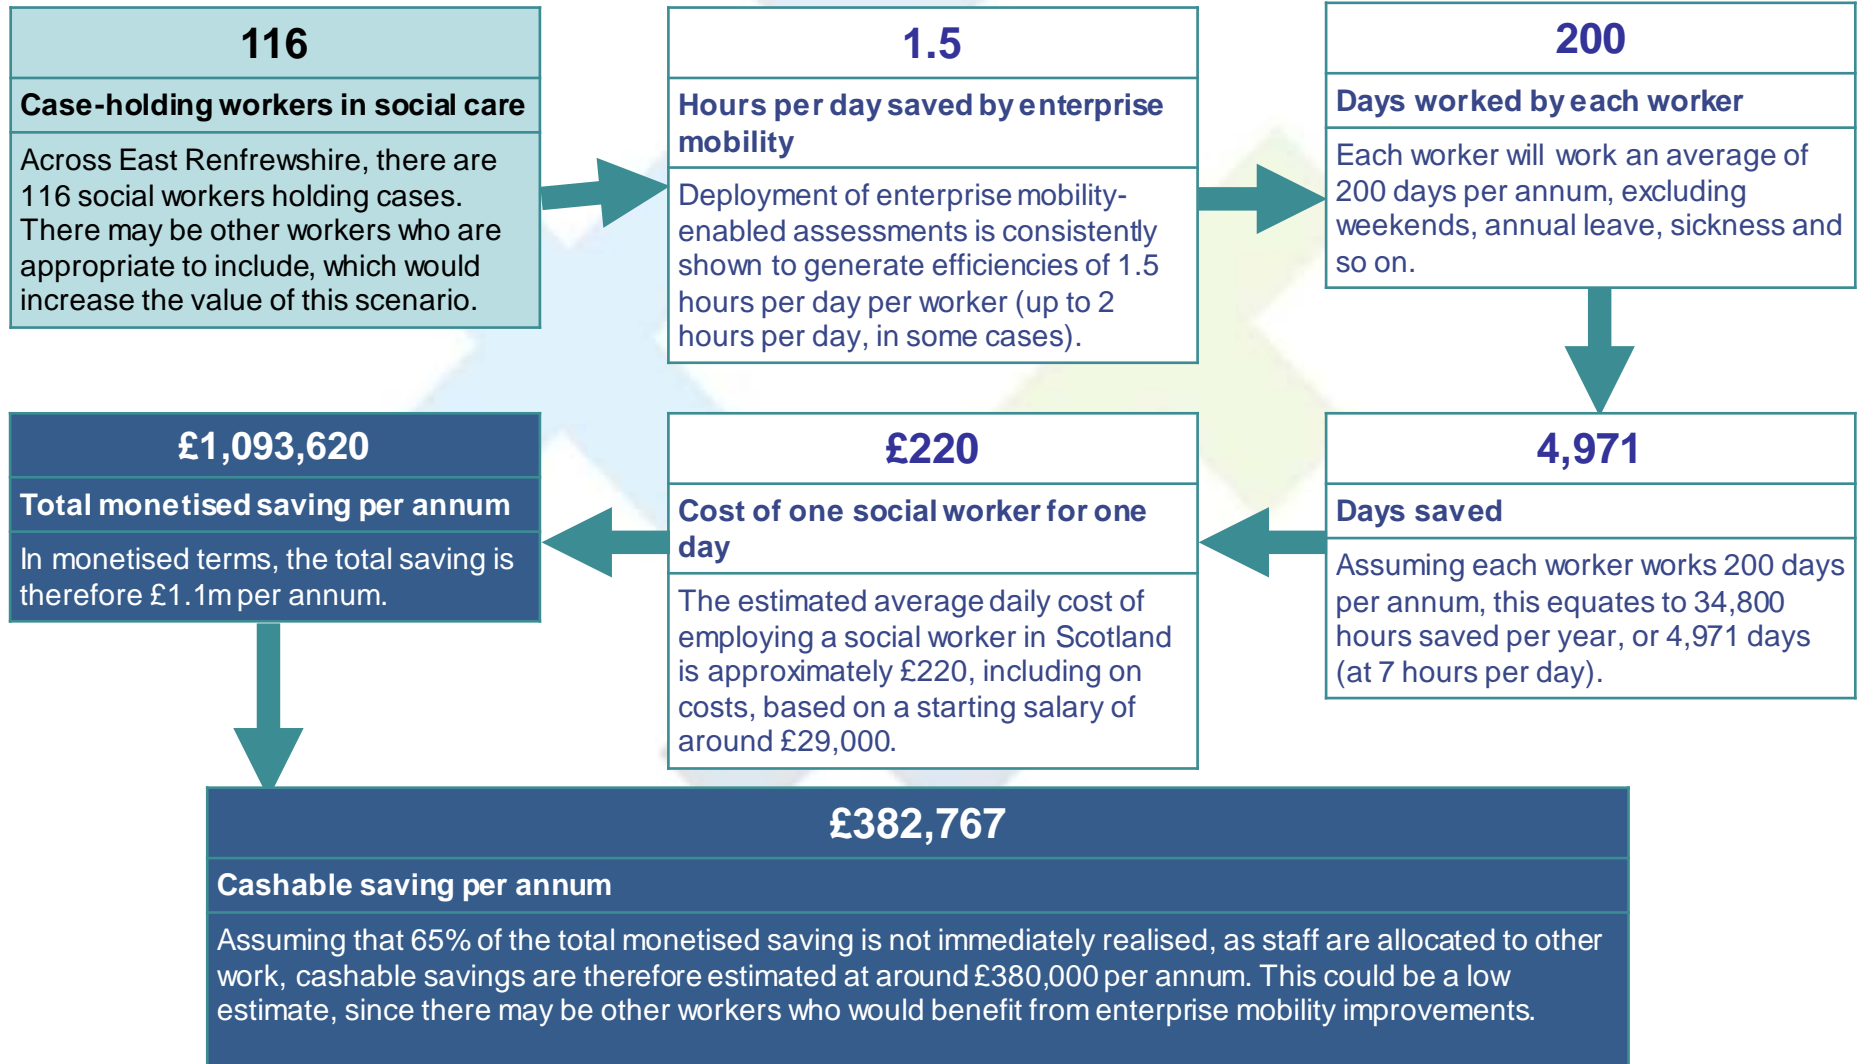 116
Case-holding workers in social care
Across East Renfrewshire, there are
116 social workers holding cases.
There may be other workers who are
appropriate to include, which would
increase the value of this scenario.
1.5
Hours per day saved by enterprise
mobility
Deployment of enterprise mobility-
enabled assessments is consistently
shown to generate efficiencies of 1.5
hours per day per worker (up to 2
hours per day, in some cases).
200
Days worked by each worker
Each worker will work an average of
200 days per annum, excluding
weekends, annual leave, sickness and
so on.
4,971
Days saved
Assuming each worker works 200 days
per annum, this equates to 34,800
hours saved per year, or 4,971 days
(at 7 hours per day).
£220
Cost of one social worker for one
day
The estimated average daily cost of
employing a social worker in Scotland
is approximately £220, including on
costs, based on a starting salary of
around £29,000.
£1,093,620
Total monetised saving per annum
In monetised terms, the total saving is
therefore £1.1m per annum.
£382,767
Cashable saving per annum
Assuming that 65% of the total monetised saving is not immediately realised, as staff are allocated to other
work, cashable savings are therefore estimated at around £380,000 per annum. This could be a low
estimate, since there may be other workers who would benefit from enterprise mobility improvements.